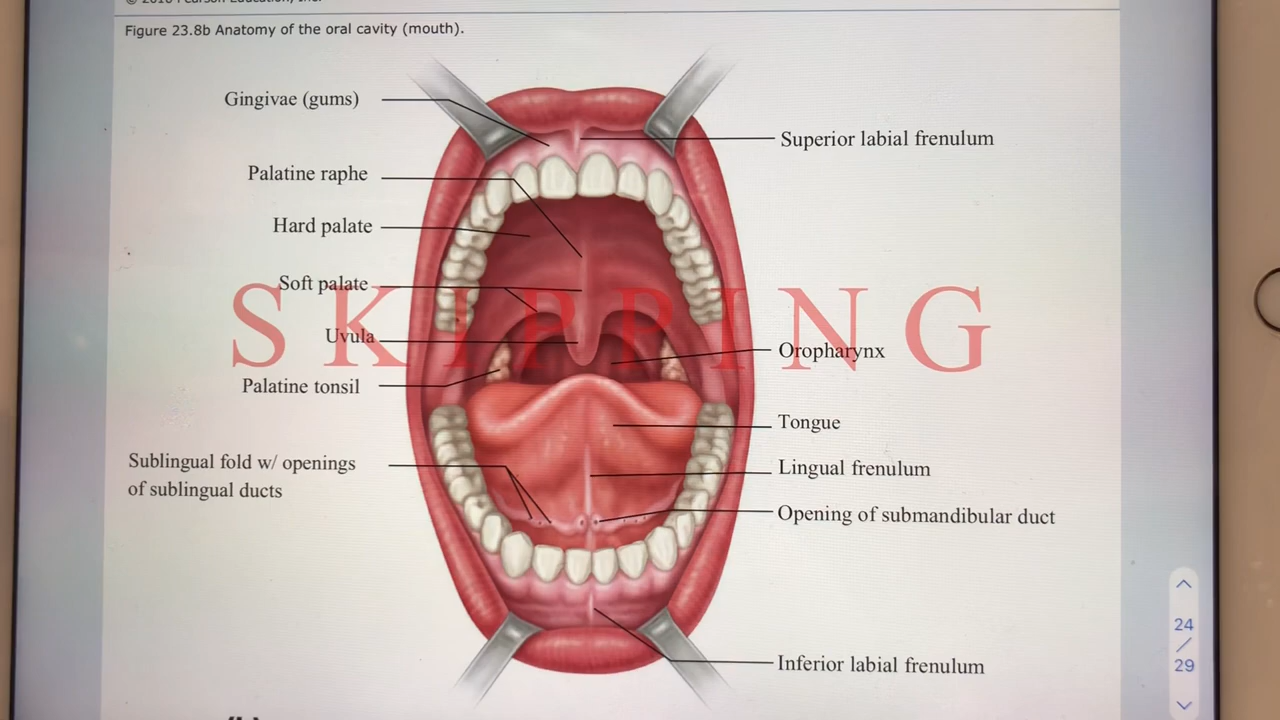 Figure 23.8b Anatomy of the oral cavity (mouth).
Gingivae (gums)
Superior labial frenulum
Palatine raphe
Hard palate
Soft palate
SKIPPING
Uvula
Oropharynx
Palatine tonsil
Tongue
Sublingual fold w/ openings
of sublingual ducts
Lingual frenulum
Opening of submandibular duct
Inferior labial frenulum
24
/
29